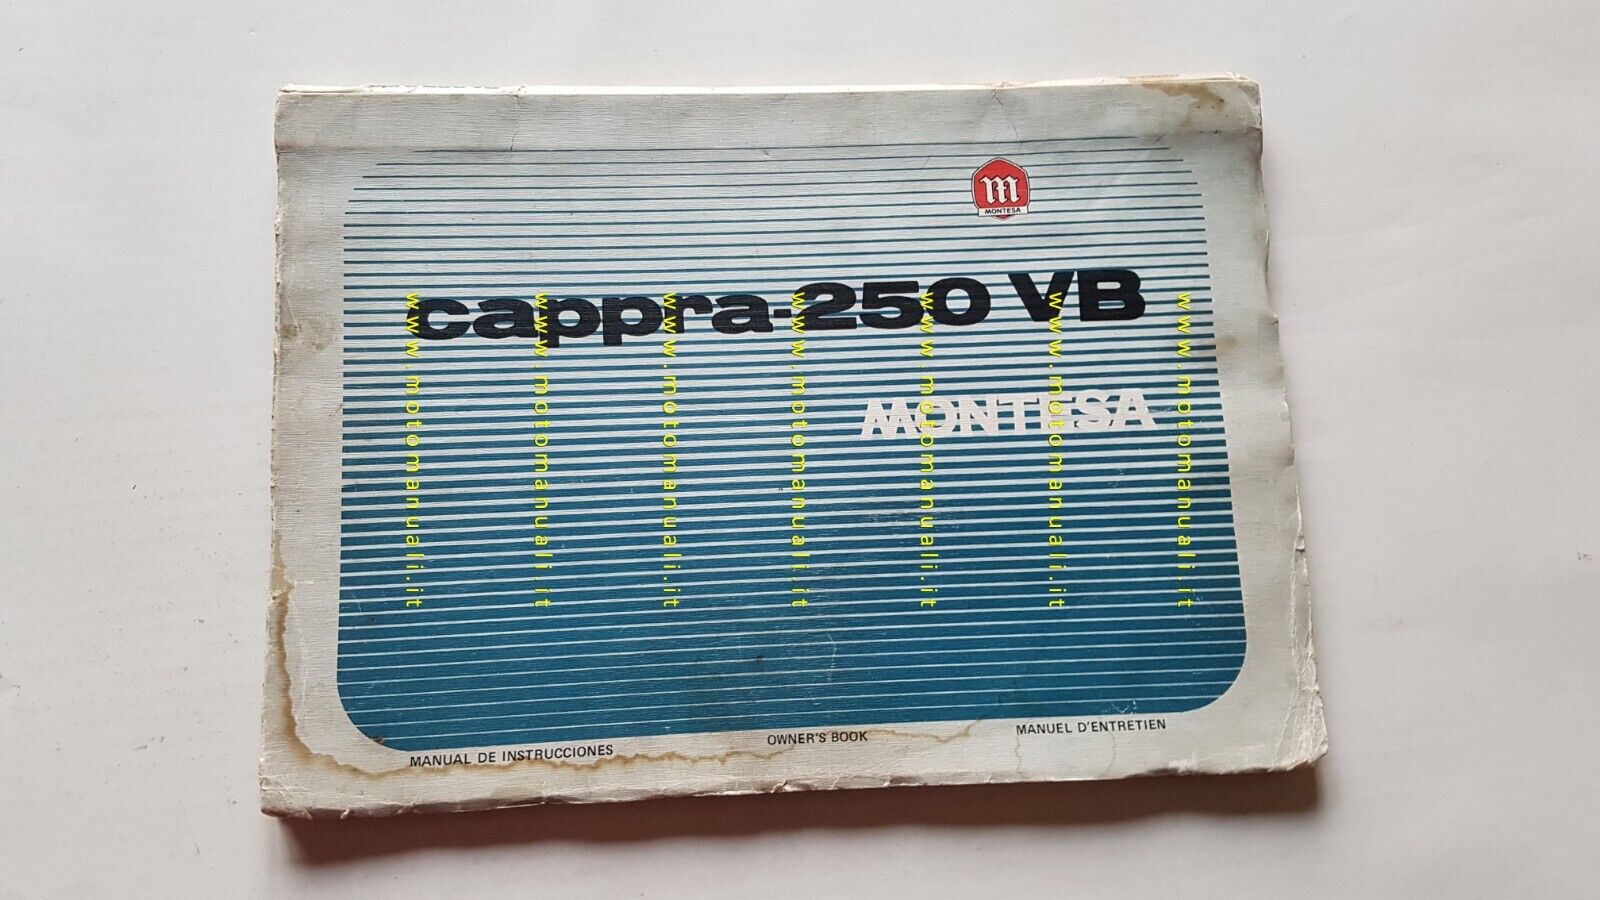 m
MONTESA
cappra-250 VB
MONTESA
MANUAL DE INSTRUCCIONES
OWNER'S BOOK
MANUEL D'ENTRETIEN
www.motomanuali.it
www.motomanuali.it
www.motomanuali.it
www.motomanuali.it
www.motomanuali.it
www.motomanuali.it
www.motomanuali.it